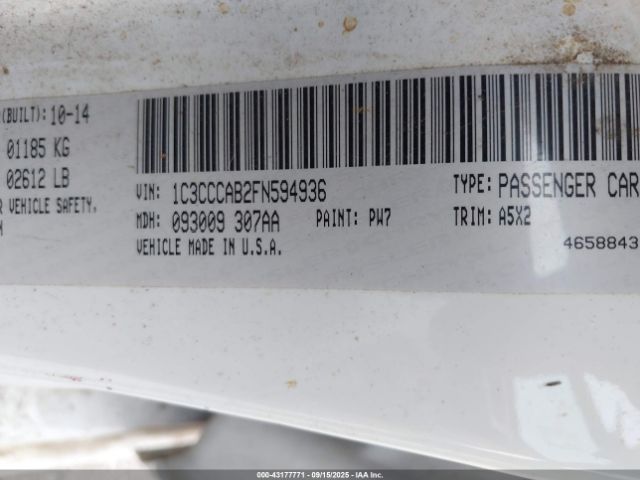 (BUILT): 10-14
01185 KG
02612 LB
VEHICLE SAFETY,
VIN: 1C3CCCAB2FN594936 TYPE: PASSENGER CAR
MDH: 093009 307AA PAINT: PW7 TRIM: A5X2
VEHICLE MADE IN U.S.A.
4658843
00-43177771 - 09/15/2025 - IAA Inc.